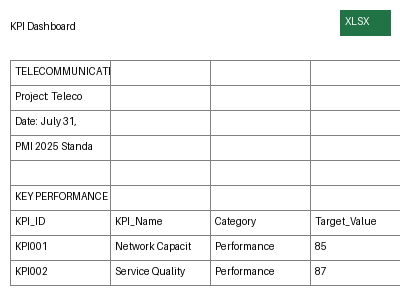 KPI Dashboard
XLSX
TELECOMMUNICATI
Project: Teleco
Date: July 31,
PMI 2025 Standa
KEY PERFORMANCE
KPI_ID KPI_Name Category Target_Value
KPI001 Network Capacit Performance 85
KPI002 Service Quality Performance 87